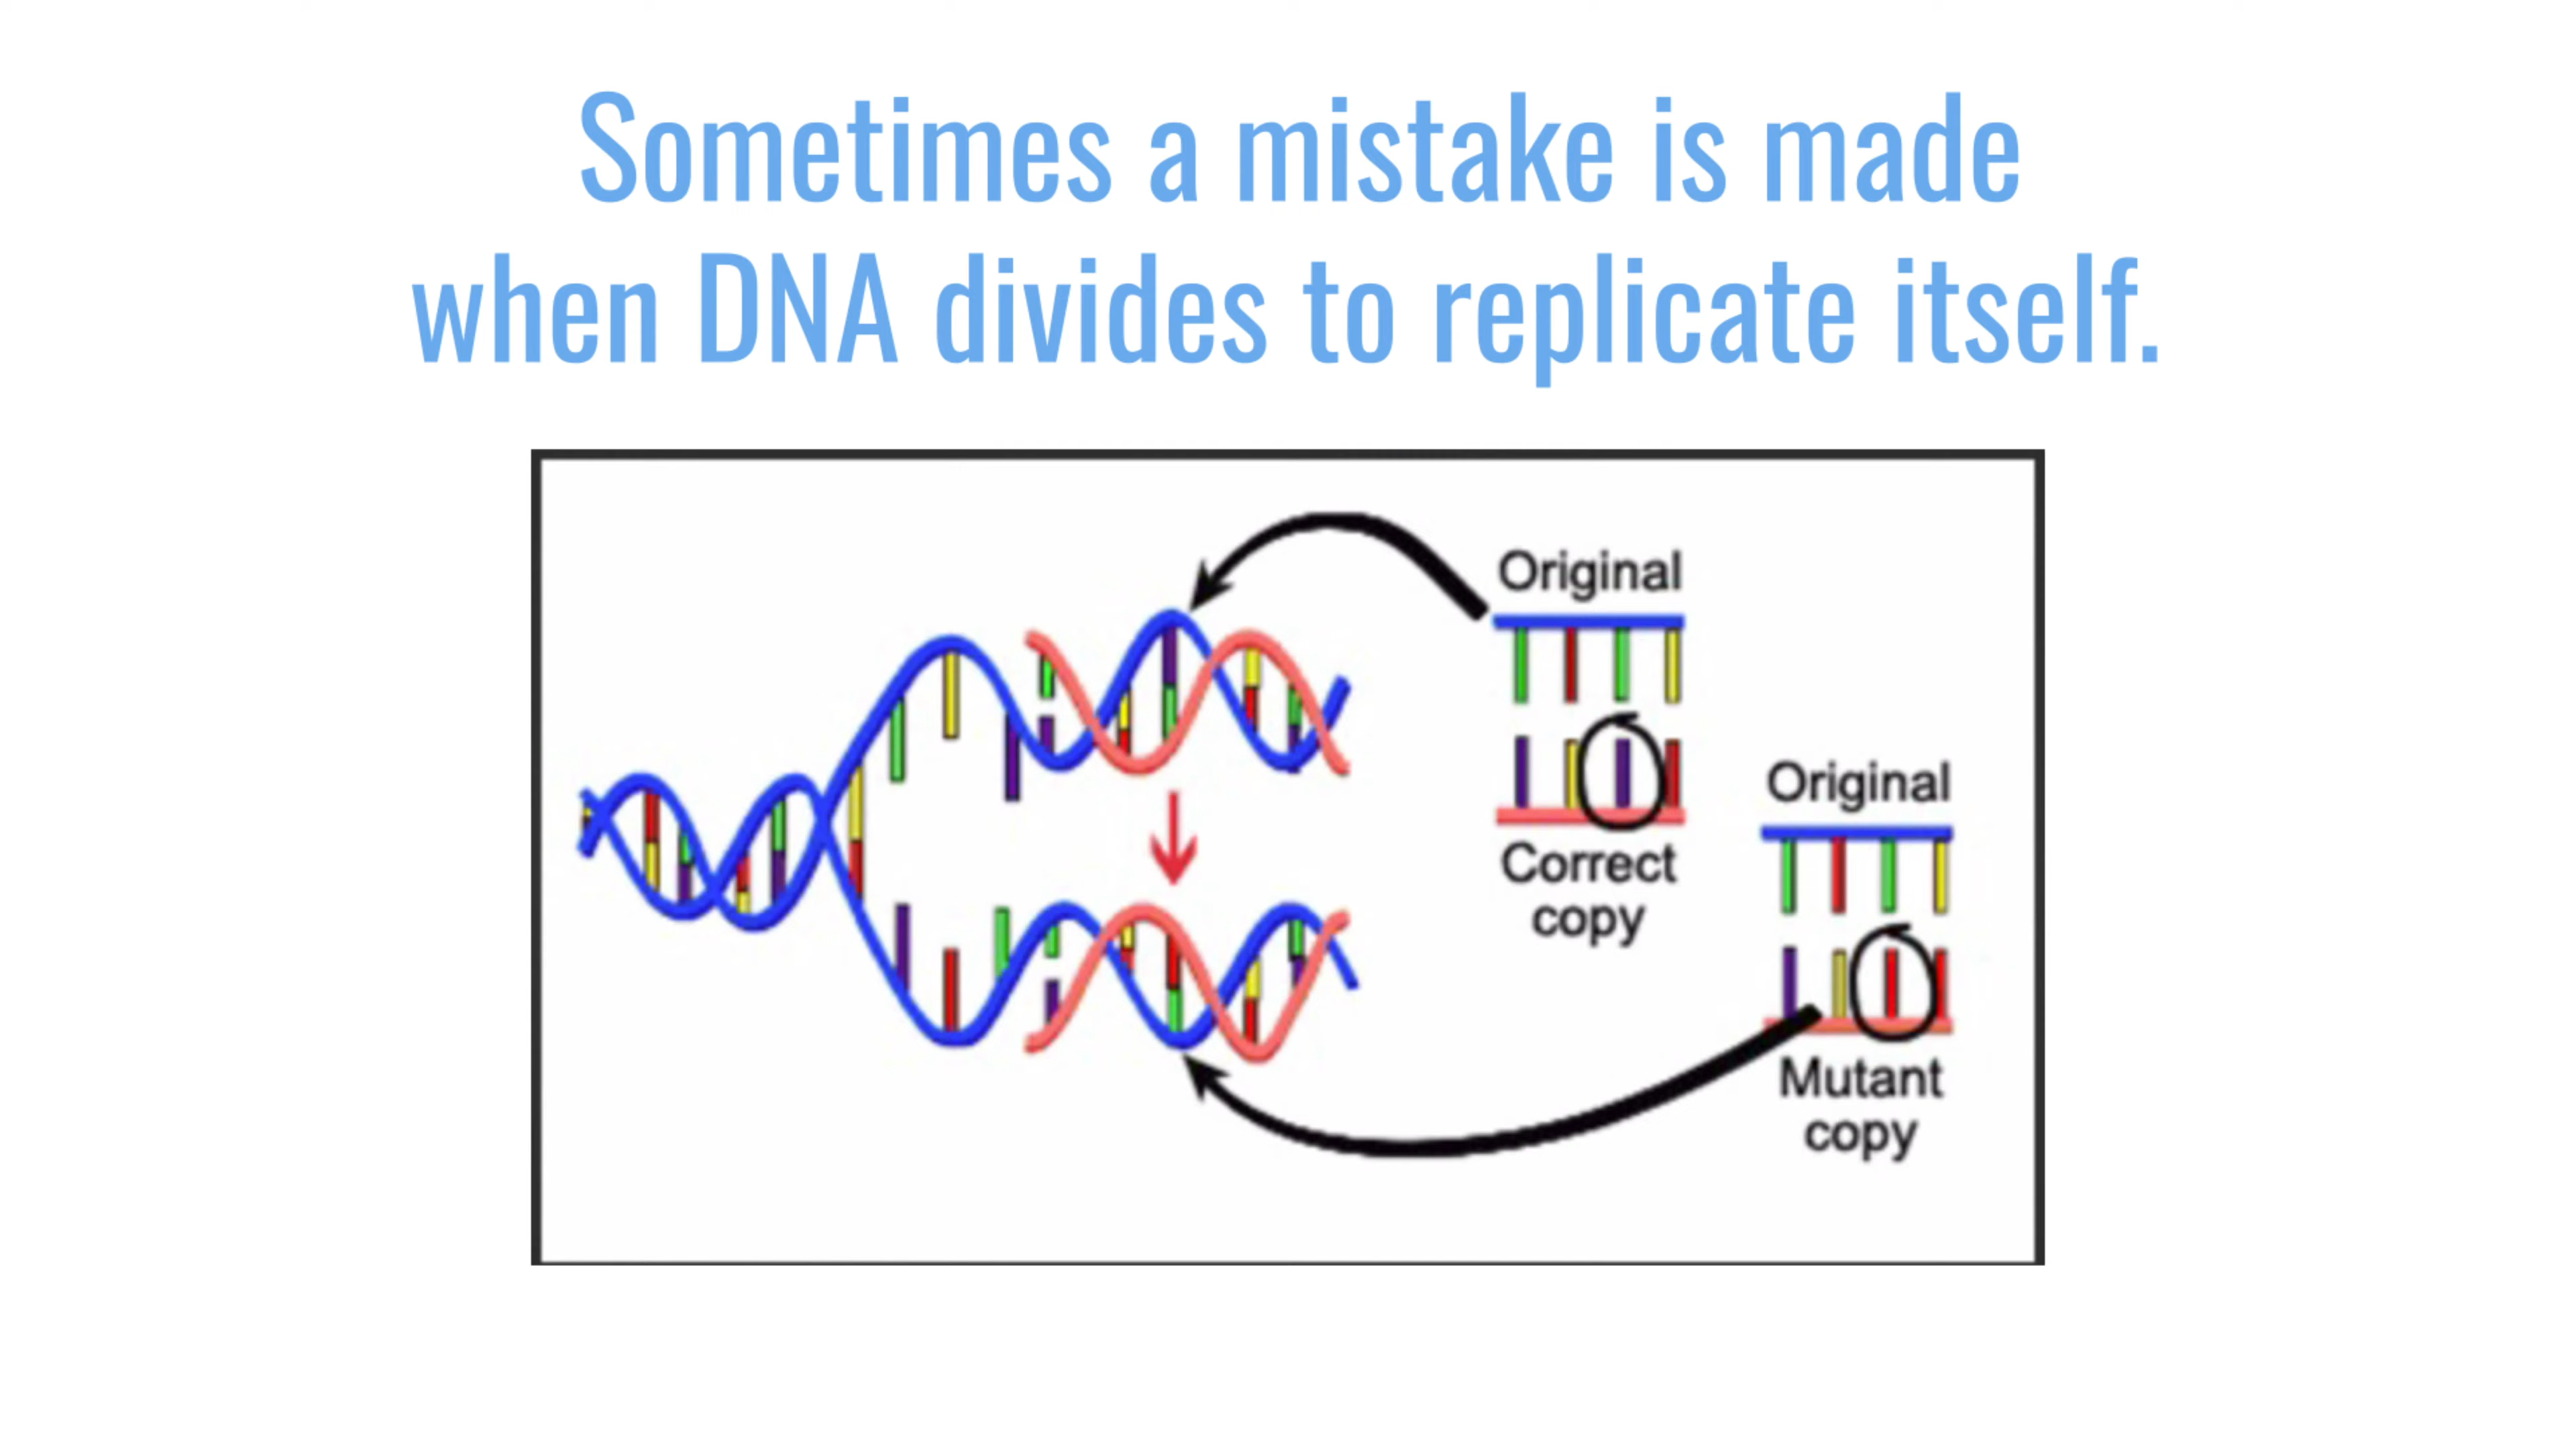 Sometimes a mistake is made
when DNA divides to replicate itself.
Original
Correct
copy
Original
Mutant
copy